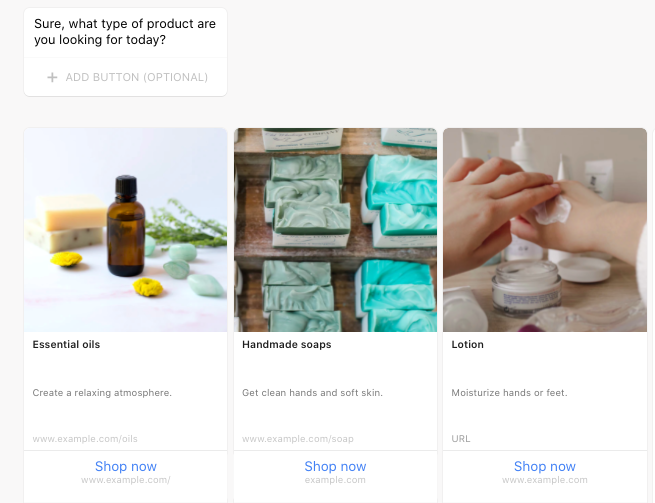 Sure, what type of product are
you looking for today?
+ ADD BUTTON (OPTIONAL)
Essential oils
Create a relaxing atmosphere.
www.example.com/oils
Shop now
www.example.com/
Handmade soaps
Get clean hands and soft skin.
www.example.com/soap
Shop now
example.com
Lotion
Moisturize hands or feet.
URL
Shop now
www.example.com